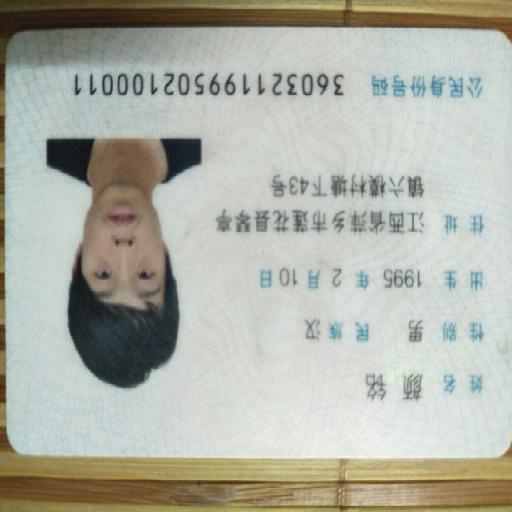 姓名 颜铭
性别 男 民族 汉
出生 1995 年 2 月 10 日
住址 江西省萍乡市莲花县琴亭
镇六模村塘下43号
公民身份号码 360321199502100011